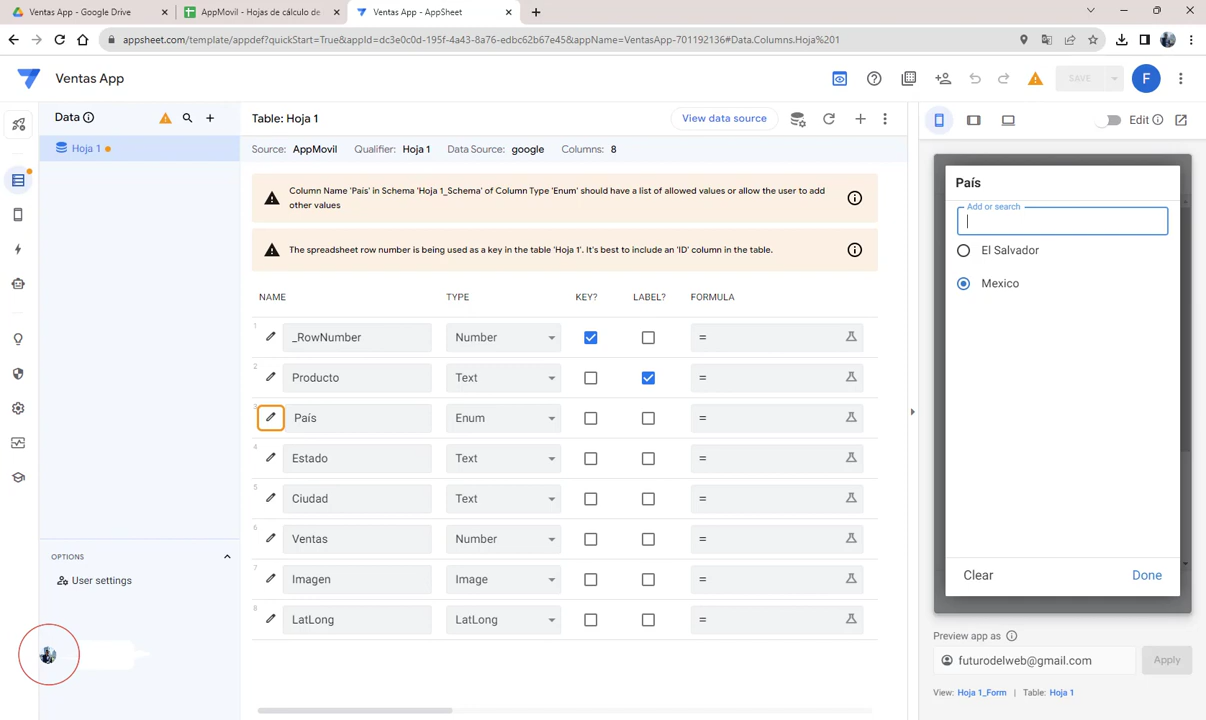 Ventas App - Google Drive
AppMovil - Hojas de cálculo de
Ventas App - AppSheet
appsheet.com/template/appdef?quickStart=True&appId=dc3e0c0d-195f-4a43-8a76-edbc62b67e45&appName=VentasApp-701192136#Data.Columns.Hoja%201
Ventas App
SAVE
F
Data
Table: Hoja 1
View data source
Edit
Hoja 1
Source: AppMovil Qualifier: Hoja 1 Data Source: google Columns: 8
Column Name 'País' in Schema 'Hoja 1_Schema' of Column Type 'Enum' should have a list of allowed values or allow the user to add
other values
The spreadsheet row number is being used as a key in the table 'Hoja 1'. It's best to include an 'ID' column in the table.
NAME TYPE KEY? LABEL? FORMULA
1 _RowNumber Number =
2 Producto Text =
3 País Enum =
4 Estado Text =
5 Ciudad Text =
6 Ventas Number =
7 Imagen Image =
8 LatLong LatLong =
OPTIONS
User settings
País
Add or search
El Salvador
Mexico
Clear Done
Preview app as
futurodelweb@gmail.com Apply
View: Hoja 1_Form | Table: Hoja 1